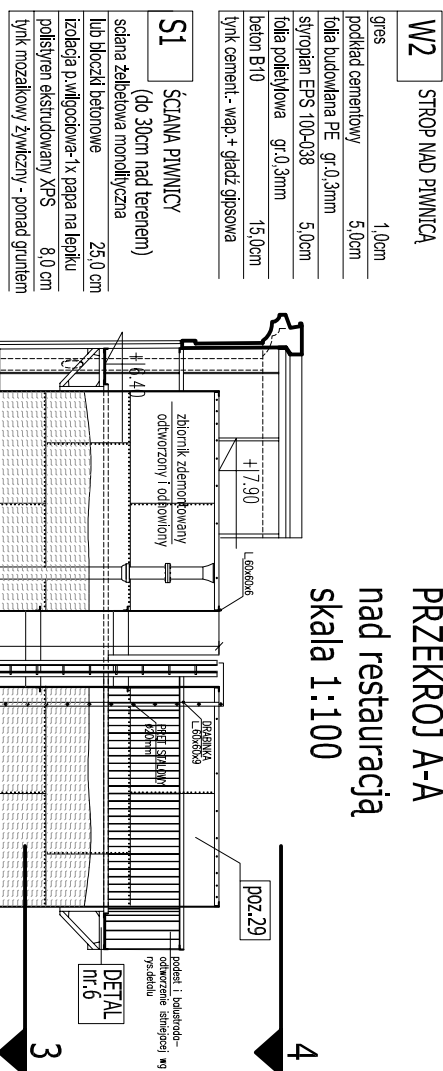 PRZEKRÓJ A-A
nad restauracją
skala 1:100
W2 STROP NAD PIWNICĄ
gres 1,0cm
podkład cementowy 5,0cm
folia budowlana PE gr.0,3mm
styropian EPS 100-038 5,0cm
folia polietylowa gr.0,3mm
beton B10 15,0cm
tynk cement.- wap.+ gładź gipsowa
S1 ŚCIANA PIWNICY
(do 30cm nad terenem)
ściana żelbetowa monolityczna
lub bloczki betonowe 25,0 cm
izolacja p.wilgociowa-1x papa na lepiku
polistyren ekstrudowany XPS 8,0 cm
tynk mozaikowy żywiczny - ponad gruntem
+17.90
+16.40
zbiornik zdemontowany
odtworzony i odnowiony
L 60x60x6
DRABINKA
L 60x60x9
PRĘT STALOWY
ø20mm
poz.29
podest i balustrada-
odtworzenie istniejącej wg
rys.detalu
DETAL
nr.6
4
3